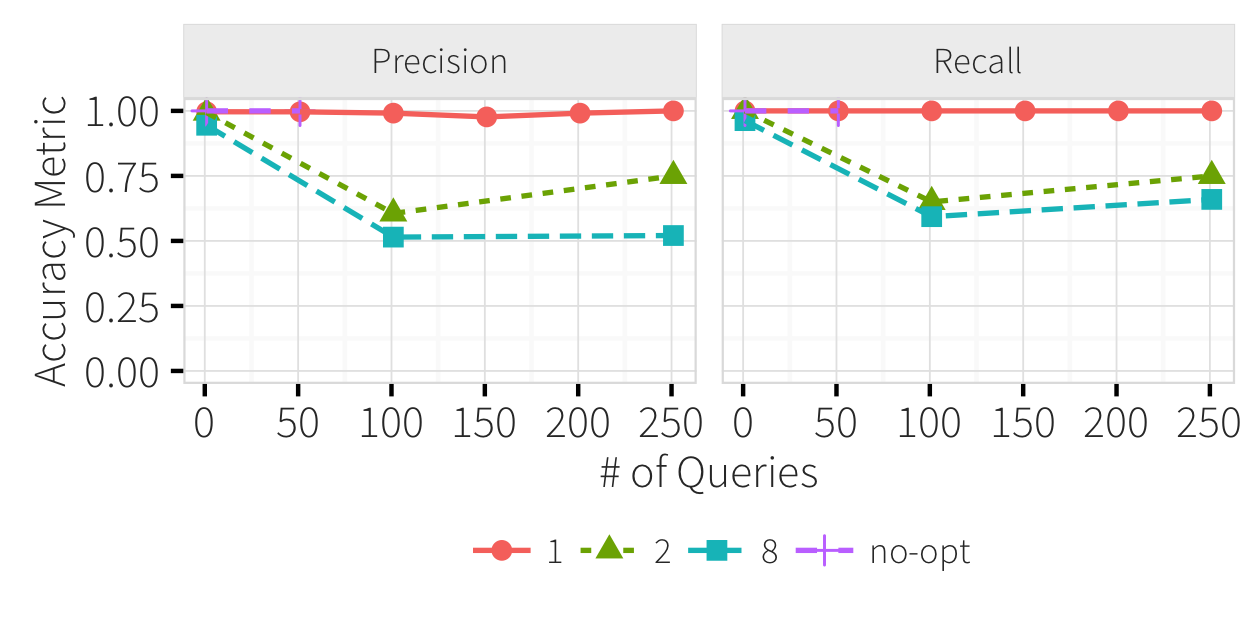 Precision Recall
Accuracy Metric
1.00
0.75
0.50
0.25
0.00
0 50 100 150 200 250 0 50 100 150 200 250
# of Queries
1 2 8 no-opt